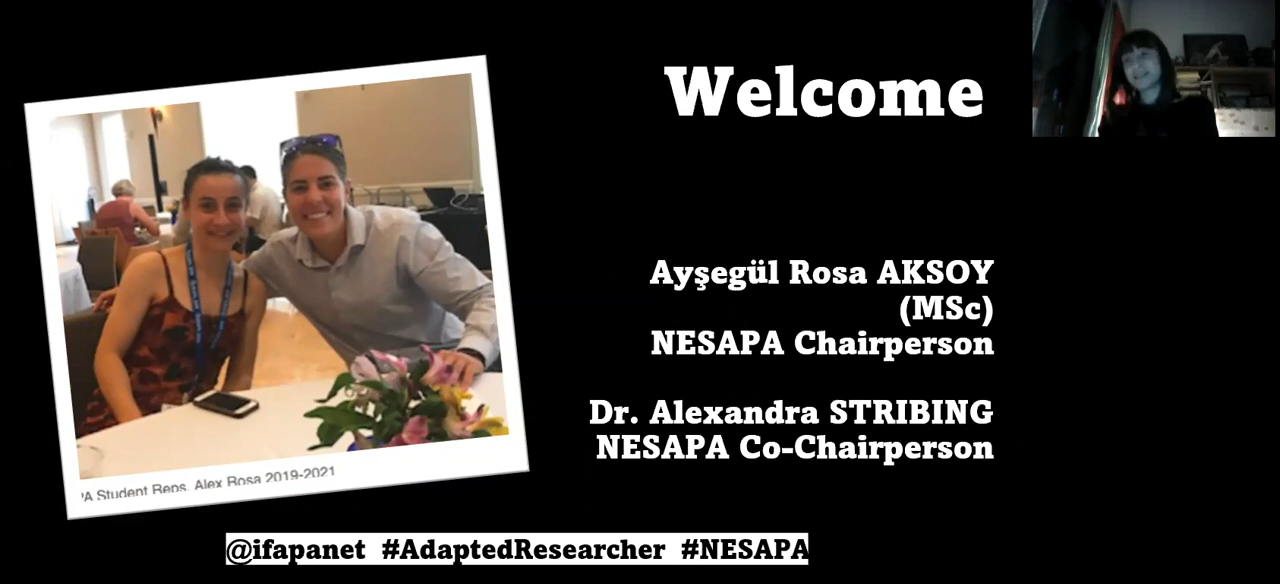 Welcome
Ayşegül Rosa AKSOY
(MSc)
NESAPA Chairperson
Dr. Alexandra STRIBING
NESAPA Co-Chairperson
A Student Reps. Alex Rosa 2019-2021
@ifapanet #AdaptedResearcher #NESAPA